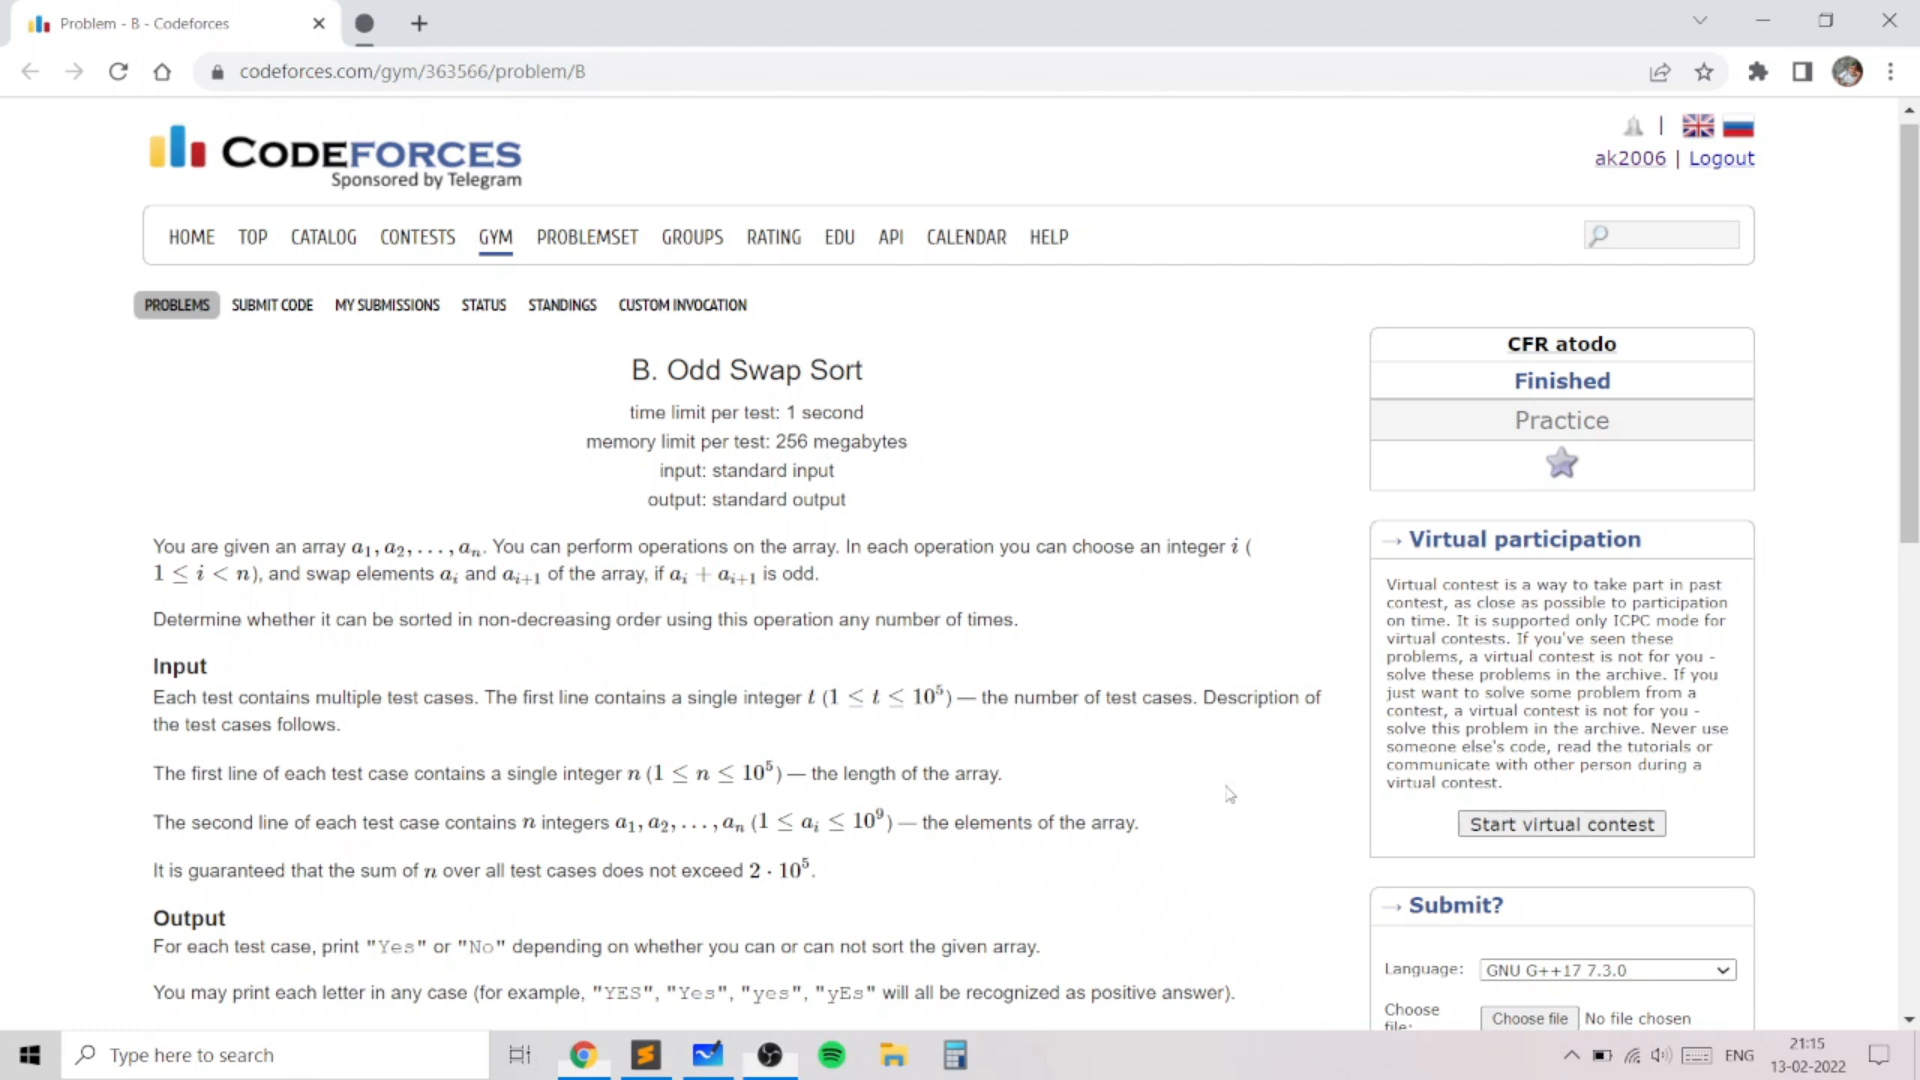 Problem - B - Codeforces
codeforces.com/gym/363566/problem/B
CODEFORCES
Sponsored by Telegram
ak2006 | Logout
HOME TOP CATALOG CONTESTS GYM PROBLEMSET GROUPS RATING EDU API CALENDAR HELP
PROBLEMS SUBMIT CODE MY SUBMISSIONS STATUS STANDINGS CUSTOM INVOCATION
B. Odd Swap Sort
time limit per test: 1 second
memory limit per test: 256 megabytes
input: standard input
output: standard output
You are given an array a₁, a₂, . . . , aₙ. You can perform operations on the array. In each operation you can choose an integer i (
1 ≤ i < n), and swap elements aᵢ and aᵢ₊₁ of the array, if aᵢ + aᵢ₊₁ is odd.
Determine whether it can be sorted in non-decreasing order using this operation any number of times.
Input
Each test contains multiple test cases. The first line contains a single integer t (1 ≤ t ≤ 10⁵) — the number of test cases. Description of
the test cases follows.
The first line of each test case contains a single integer n (1 ≤ n ≤ 10⁵) — the length of the array.
The second line of each test case contains n integers a₁, a₂, . . . , aₙ (1 ≤ aᵢ ≤ 10⁹) — the elements of the array.
It is guaranteed that the sum of n over all test cases does not exceed 2 · 10⁵.
Output
For each test case, print "Yes" or "No" depending on whether you can or can not sort the given array.
You may print each letter in any case (for example, "YES", "Yes", "yes", "yEs" will all be recognized as positive answer).
CFR atodo
Finished
Practice
→ Virtual participation
Virtual contest is a way to take part in past
contest, as close as possible to participation
on time. It is supported only ICPC mode for
virtual contests. If you've seen these
problems, a virtual contest is not for you -
solve these problems in the archive. If you
just want to solve some problem from a
contest, a virtual contest is not for you -
solve this problem in the archive. Never use
someone else's code, read the tutorials or
communicate with other person during a
virtual contest.
Start virtual contest
→ Submit?
Language: GNU G++17 7.3.0
Choose
file:
Choose file No file chosen
Type here to search
ENG
21:15
13-02-2022